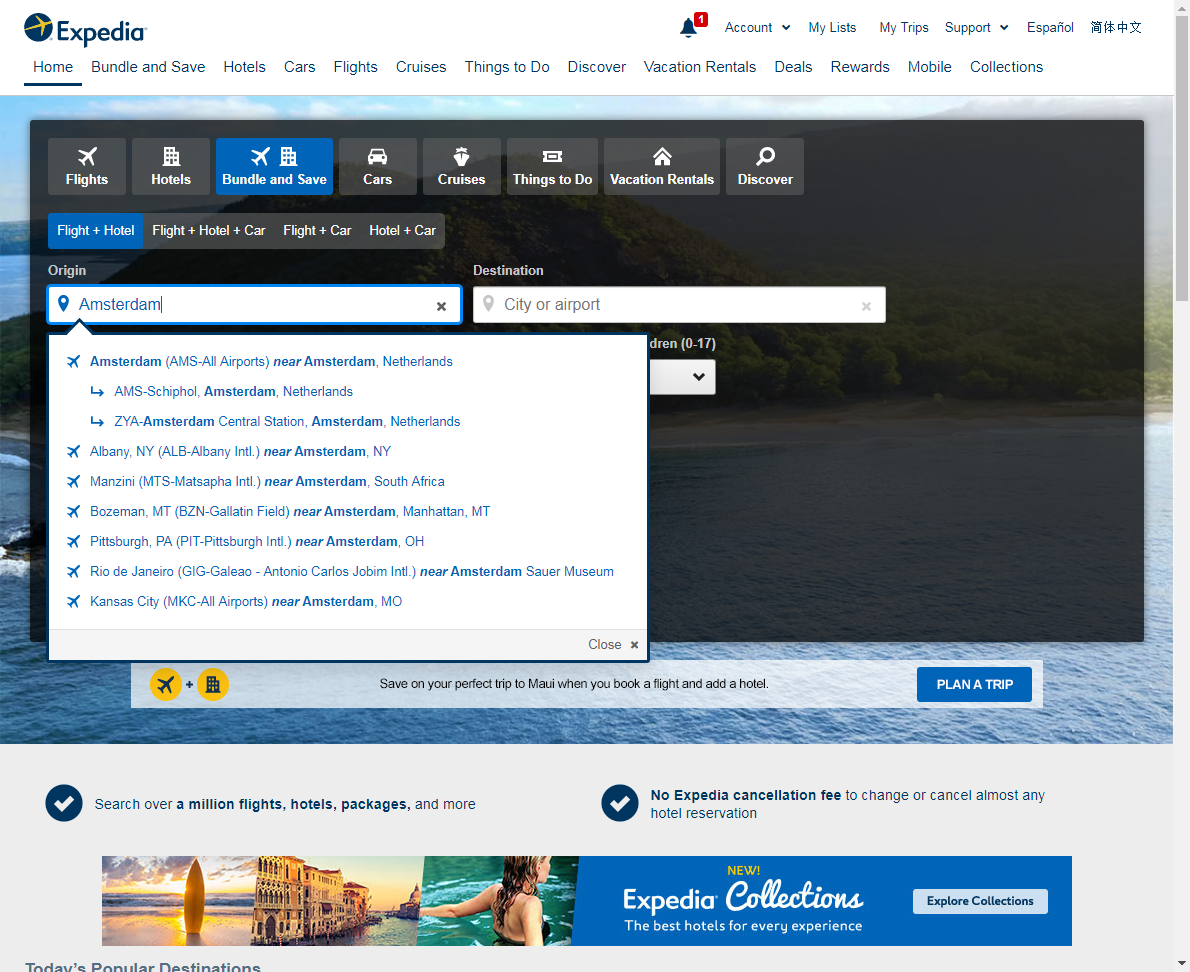 Expedia
1
Account
My Lists
My Trips
Support
Español
简体中文
Home
Bundle and Save
Hotels
Cars
Flights
Cruises
Things to Do
Discover
Vacation Rentals
Deals
Rewards
Mobile
Collections
Flights
Hotels
Bundle and Save
Cars
Cruises
Things to Do
Vacation Rentals
Discover
Flight + Hotel
Flight + Hotel + Car
Flight + Car
Hotel + Car
Origin
Destination
Amsterdam
City or airport
dren (0-17)
Amsterdam (AMS-All Airports) near Amsterdam, Netherlands
AMS-Schiphol, Amsterdam, Netherlands
ZYA-Amsterdam Central Station, Amsterdam, Netherlands
Albany, NY (ALB-Albany Intl.) near Amsterdam, NY
Manzini (MTS-Matsapha Intl.) near Amsterdam, South Africa
Bozeman, MT (BZN-Gallatin Field) near Amsterdam, Manhattan, MT
Pittsburgh, PA (PIT-Pittsburgh Intl.) near Amsterdam, OH
Rio de Janeiro (GIG-Galeao - Antonio Carlos Jobim Intl.) near Amsterdam Sauer Museum
Kansas City (MKC-All Airports) near Amsterdam, MO
Close
+
Save on your perfect trip to Maui when you book a flight and add a hotel.
PLAN A TRIP
Search over a million flights, hotels, packages, and more
No Expedia cancellation fee to change or cancel almost any
hotel reservation
NEW!
Expedia Collections
The best hotels for every experience
Explore Collections
Today's Popular Destinations